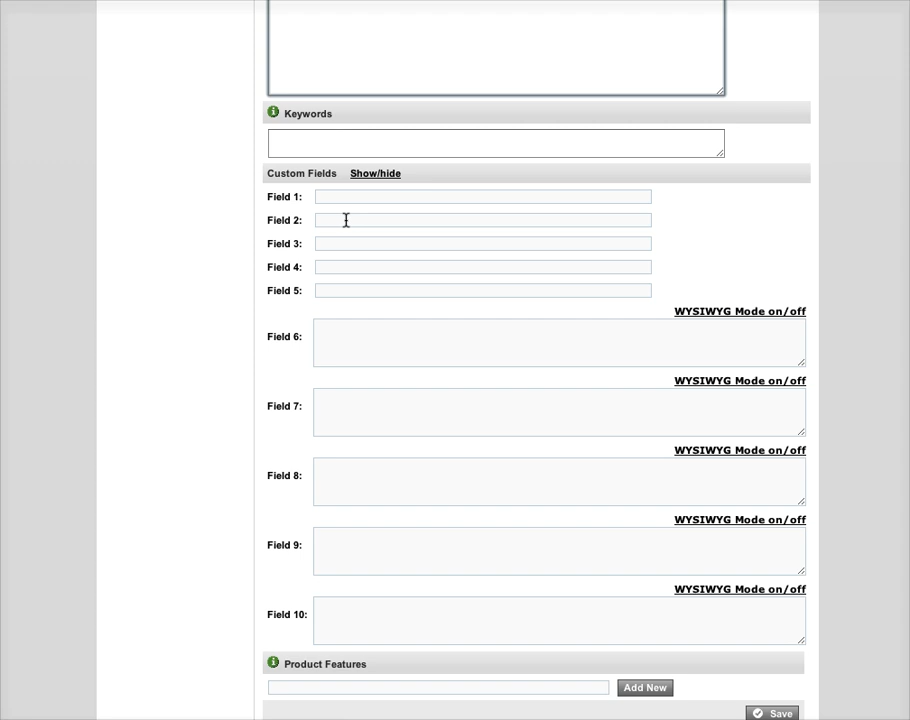 Keywords
Custom Fields Show/hide
Field 1:
Field 2:
Field 3:
Field 4:
Field 5:
WYSIWYG Mode on/off
Field 6:
WYSIWYG Mode on/off
Field 7:
WYSIWYG Mode on/off
Field 8:
WYSIWYG Mode on/off
Field 9:
WYSIWYG Mode on/off
Field 10:
Product Features
Add New
Save